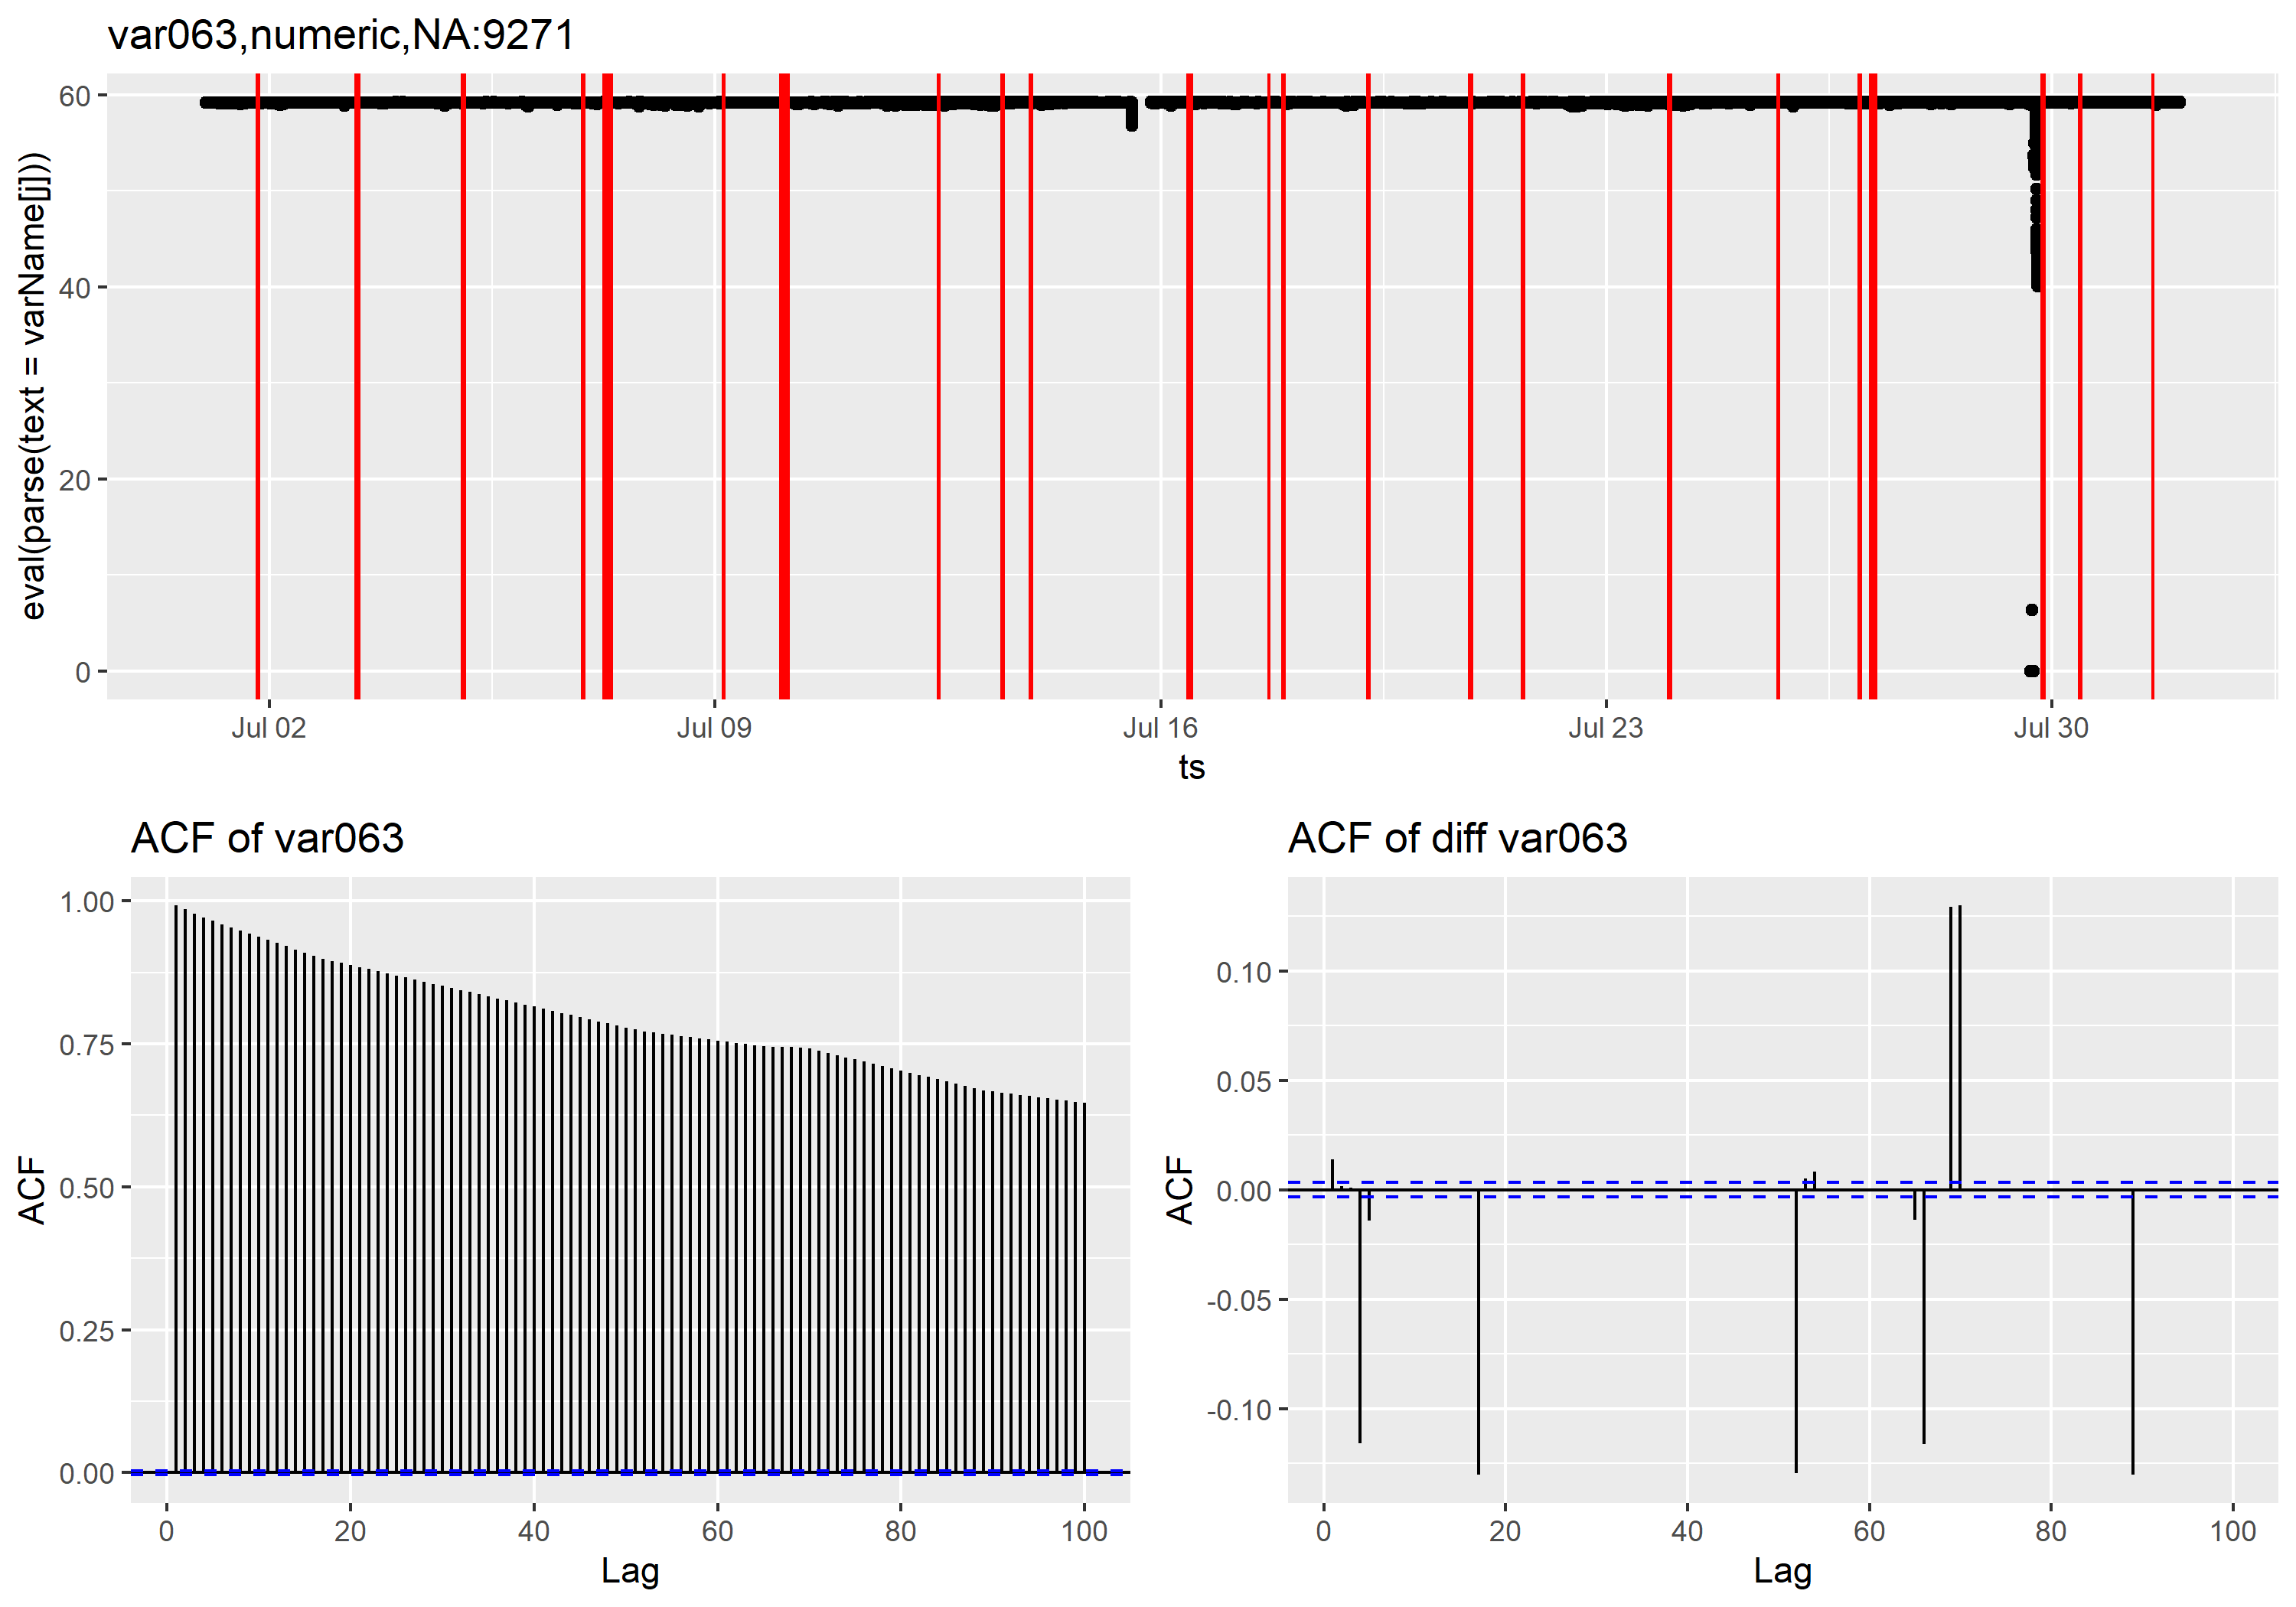 var063,numeric,NA:9271
eval(parse(text = varName[j]))
60
40
20
0
Jul 02 Jul 09 Jul 16 Jul 23 Jul 30
ts
ACF of var063
ACF
1.00
0.75
0.50
0.25
0.00
0 20 40 60 80 100
Lag
ACF of diff var063
ACF
0.10
0.05
0.00
-0.05
-0.10
0 20 40 60 80 100
Lag